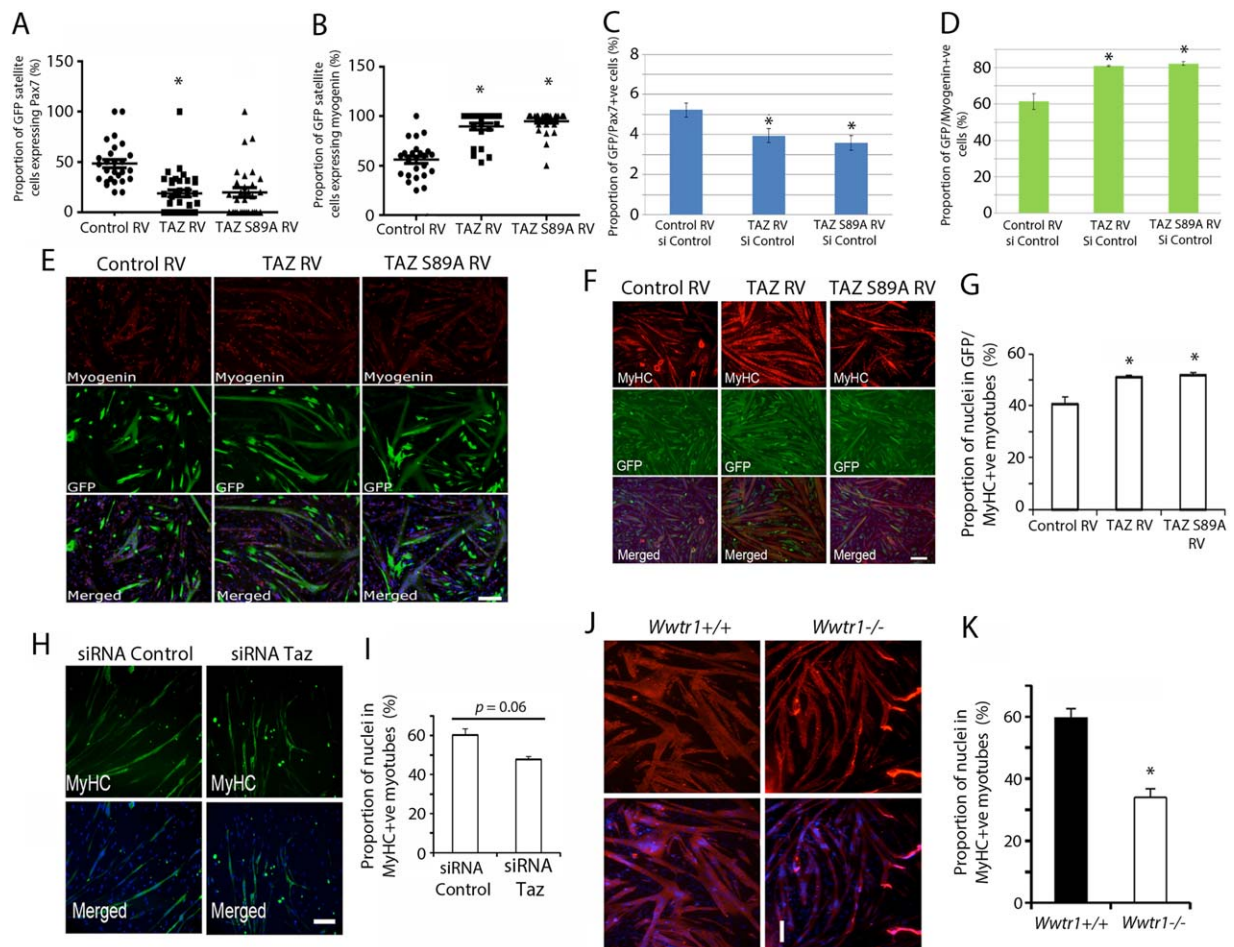 A
Proportion of GFP satellite
cells expressing Pax7 (%)
100
50
0
*
Control RV TAZ RV TAZ S89A RV
B
Proportion of GFP satellite
cells expressing myogenin (%)
150
100
50
0
* *
Control RV TAZ RV TAZ S89A RV
C
Proportion of GFP/Pax7+ve cells (%)
8
6
4
2
0
* *
Control RV TAZ RV TAZ S89A RV
si Control Si Control Si Control
D
Proportion of GFP/Myogenin+ve
cells (%)
80
60
40
20
0
* *
Control RV TAZ RV TAZ S89A RV
si Control Si Control Si Control
E
Control RV TAZ RV TAZ S89A RV
Myogenin Myogenin Myogenin
GFP GFP GFP
Merged Merged Merged
F
Control RV TAZ RV TAZ S89A RV
MyHC MyHC MyHC
GFP GFP GFP
Merged Merged Merged
G
Proportion of nuclei in GFP/
MyHC+ve myotubes (%)
60
40
20
0
* *
Control RV TAZ RV TAZ S89A
RV
H
siRNA Control siRNA Taz
MyHC MyHC
Merged Merged
I
Proportion of nuclei in
MyHC+ve myotubes (%)
60
40
20
0
p = 0.06
siRNA siRNA
Control Taz
J
Wwtr1+/+ Wwtr1-/-
K
Proportion of nuclei in
MyHC+ve myotubes (%)
60
40
20
0
*
Wwtr1+/+ Wwtr1-/-